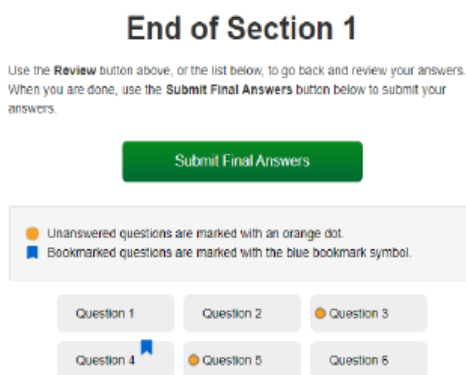 End of Section 1
Use the Review button above, or the list below, to go back and review your answers.
When you are done, use the Submit Final Answers button below to submit your
answers.
Submit Final Answers
Unanswered questions are marked with an orange dot.
Bookmarked questions are marked with the blue bookmark symbol.
Question 1 Question 2 Question 3
Question 4 Question 5 Question 6